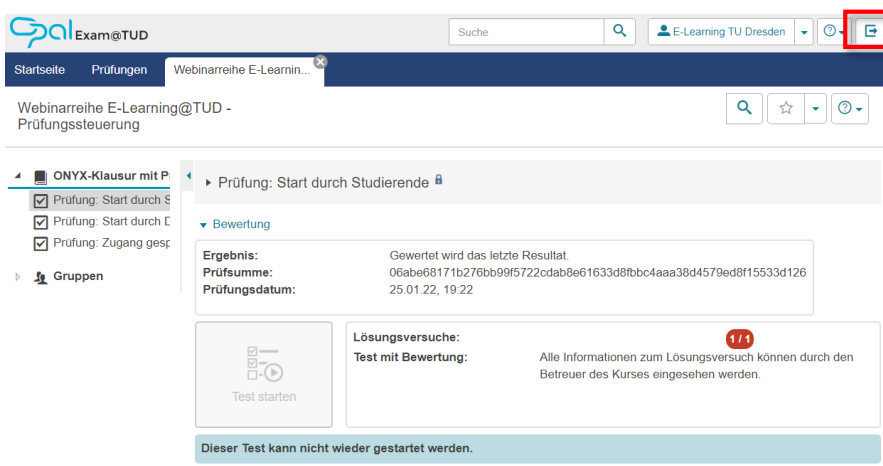 Opal Exam@TUD
Suche
E-Learning TU Dresden
Startseite Prüfungen Webinarreihe E-Learnin...
Webinarreihe E-Learning@TUD -
Prüfungssteuerung
ONYX-Klausur mit P
Prüfung: Start durch S
Prüfung: Start durch D
Prüfung: Zugang gesp
Gruppen
Prüfung: Start durch Studierende
Bewertung
Ergebnis: Gewertet wird das letzte Resultat.
Prüfsumme: 06abe68171b276bb99f5722cdab8e61633d8fbbc4aaa38d4579ed8f15533d126
Prüfungsdatum: 25.01.22, 19:22
Test starten
Lösungsversuche: 1 / 1
Test mit Bewertung: Alle Informationen zum Lösungsversuch können durch den
Betreuer des Kurses eingesehen werden.
Dieser Test kann nicht wieder gestartet werden.